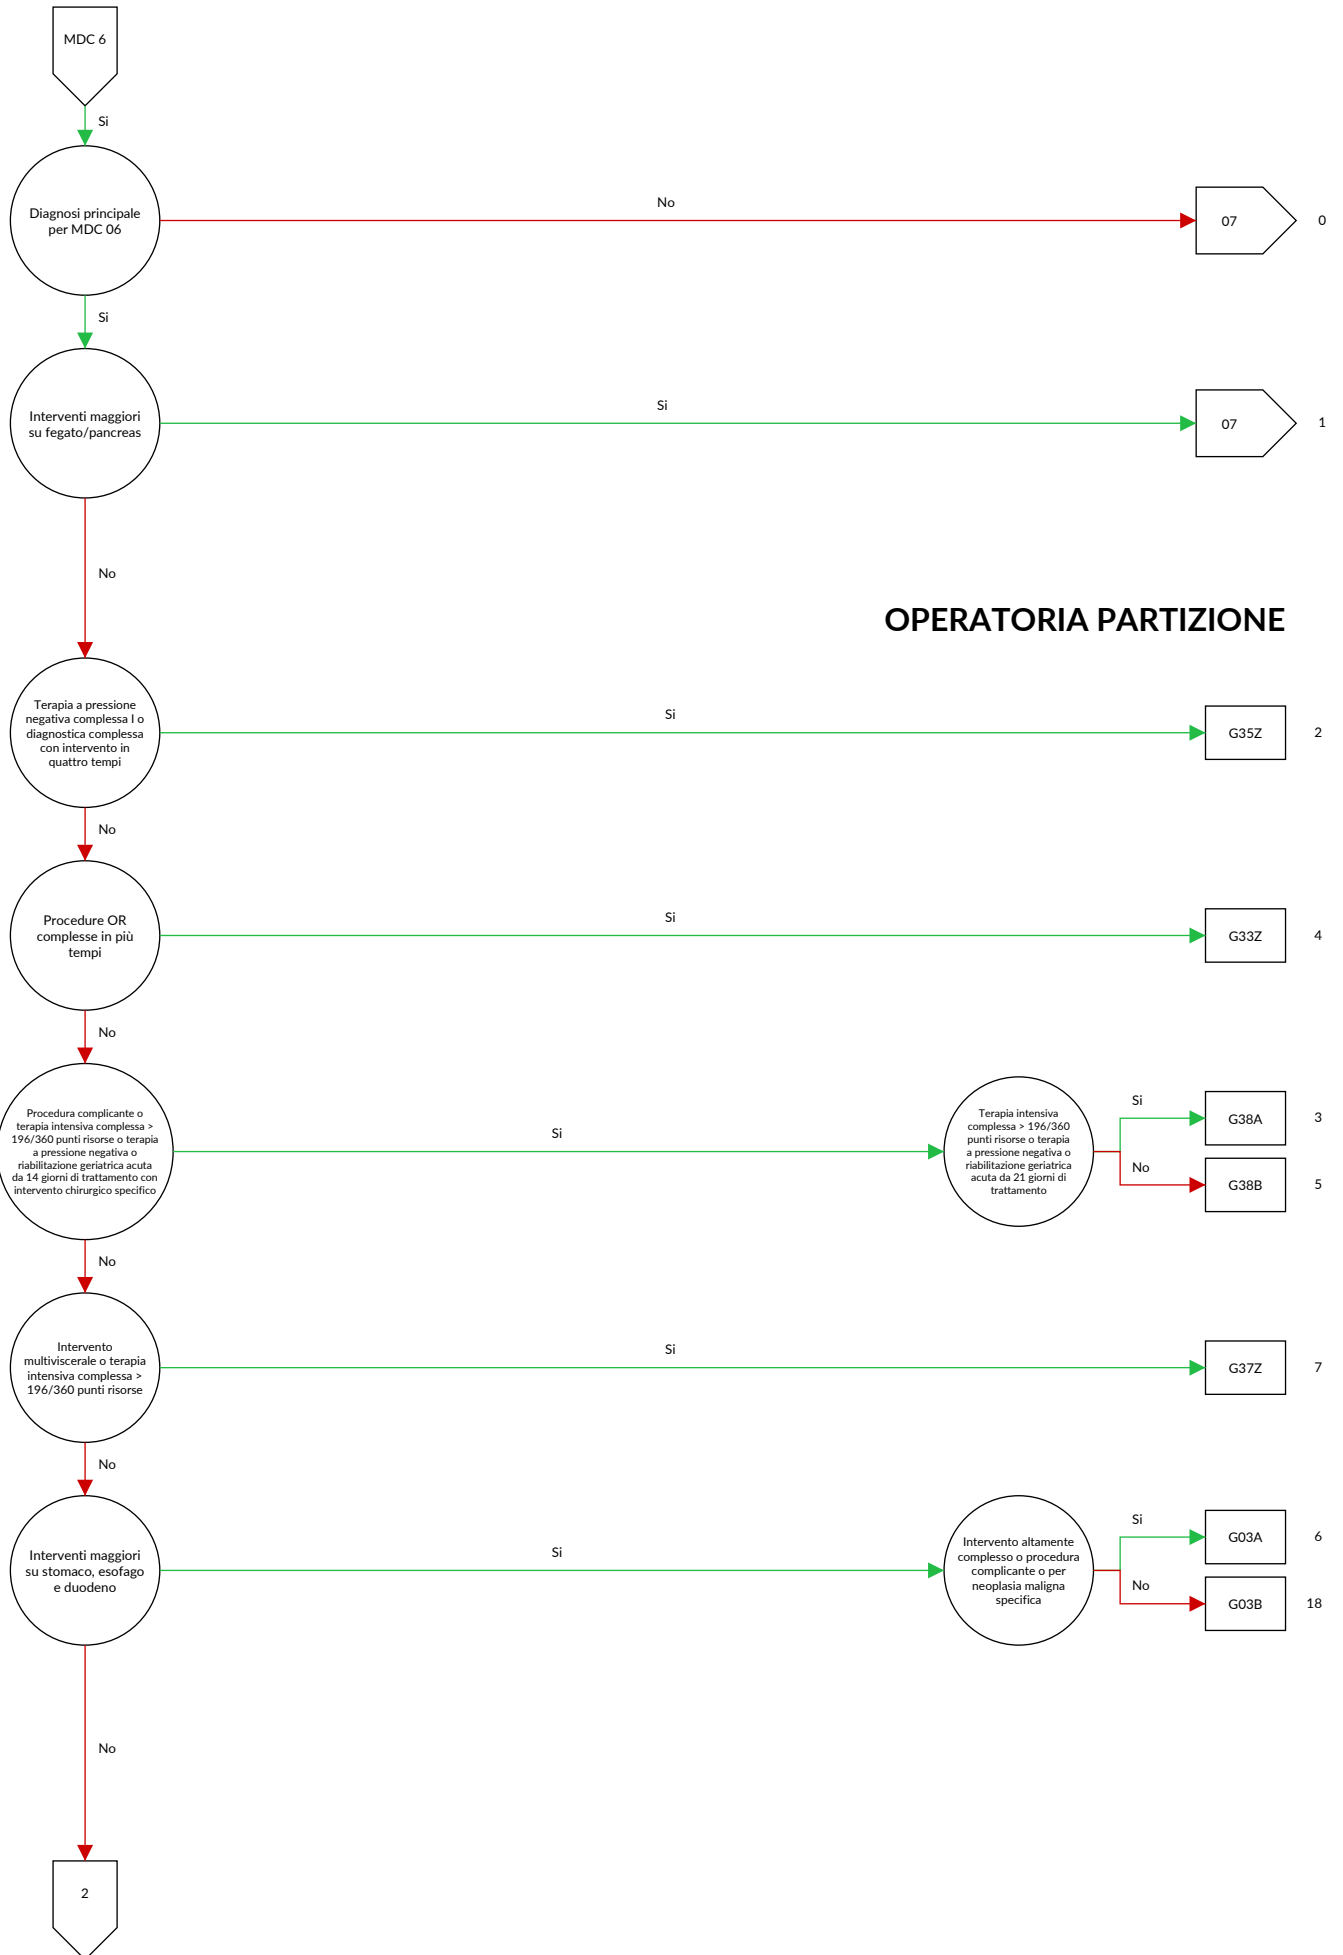 MDC 6
Si
Diagnosi principale
per MDC 06
No
07
0
Si
Interventi maggiori
su fegato/pancreas
Si
07
1
No
OPERATORIA PARTIZIONE
Terapia a pressione
negativa complessa I o
diagnostica complessa
con intervento in
quattro tempi
Si
G35Z
2
No
Procedure OR
complesse in più
tempi
Si
G33Z
4
No
Procedura complicante o
terapia intensiva complessa >
196/360 punti risorse o terapia
a pressione negativa o
riabilitazione geriatrica acuta
da 14 giorni di trattamento con
intervento chirurgico specifico
Si
Terapia intensiva
complessa > 196/360
punti risorse o terapia
a pressione negativa o
riabilitazione geriatrica
acuta da 21 giorni di
trattamento
Si
G38A
3
No
G38B
5
No
Intervento
multiviscerale o terapia
intensiva complessa >
196/360 punti risorse
Si
G37Z
7
No
Interventi maggiori
su stomaco, esofago
e duodeno
Si
Intervento altamente
complesso o procedura
complicante o per
neoplasia maligna
specifica
Si
G03A
6
No
G03B
18
No
2